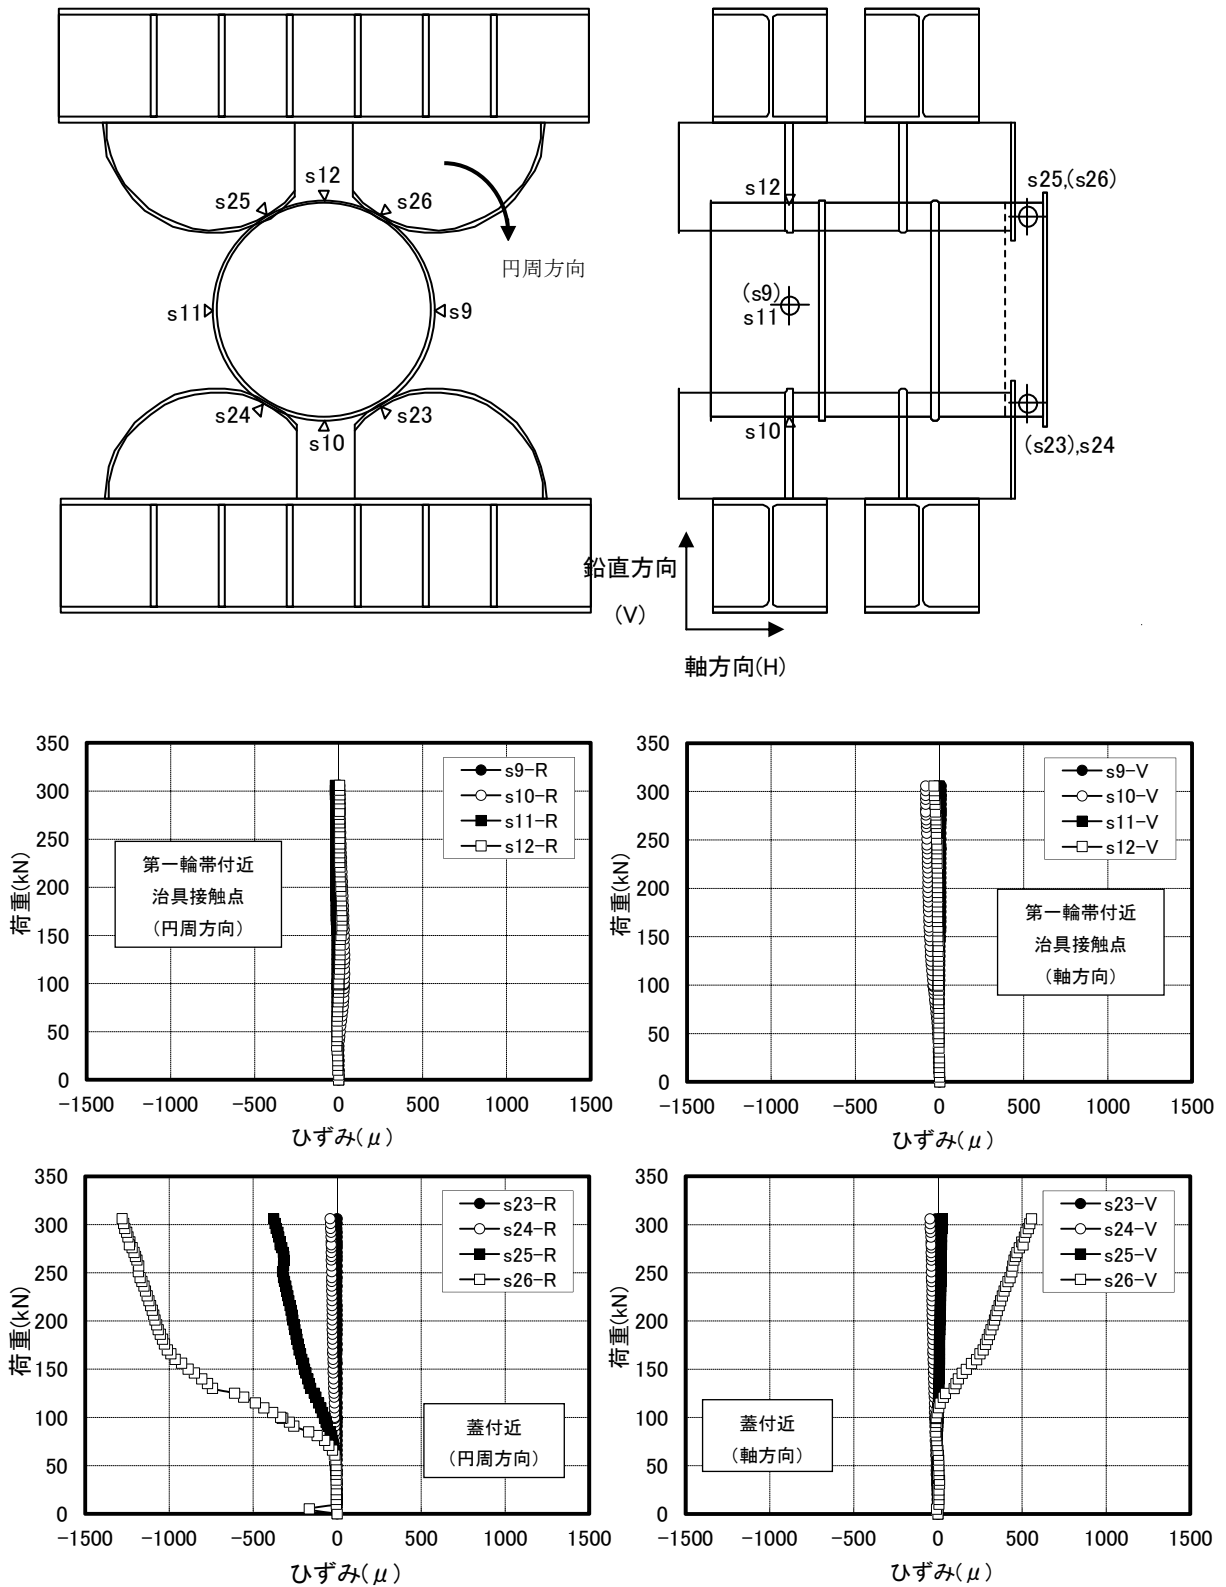 s12
s25
s26
円周方向
s11
s9
s24
s23
s10
s12
s25,(s26)
(s9)
s11
s10
(s23),s24
鉛直方向
(V)
軸方向(H)
350
300
250
200
150
100
50
0
荷重(kN)
-1500 -1000 -500 0 500 1000 1500
ひずみ(μ)
s9-R
s10-R
s11-R
s12-R
第一輪帯付近
治具接触点
(円周方向)
350
300
250
200
150
100
50
0
荷重(kN)
-1500 -1000 -500 0 500 1000 1500
ひずみ(μ)
s9-V
s10-V
s11-V
s12-V
第一輪帯付近
治具接触点
(軸方向)
350
300
250
200
150
100
50
0
荷重(kN)
-1500 -1000 -500 0 500 1000 1500
ひずみ(μ)
s23-R
s24-R
s25-R
s26-R
蓋付近
(円周方向)
350
300
250
200
150
100
50
0
荷重(kN)
-1500 -1000 -500 0 500 1000 1500
ひずみ(μ)
s23-V
s24-V
s25-V
s26-V
蓋付近
(軸方向)